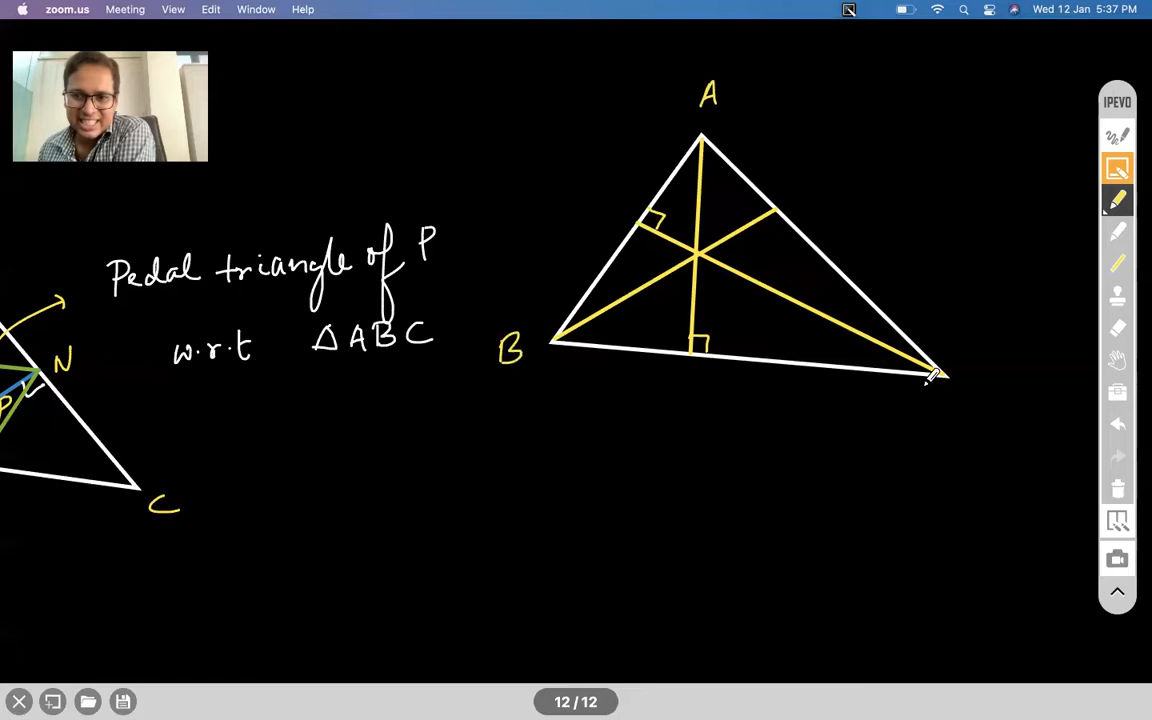 zoom.us Meeting View Edit Window Help Wed 12 Jan 5:37 PM
IPEVO
A
Pedal triangle of P
w.r.t △ABC
B
N
P
C
12/12